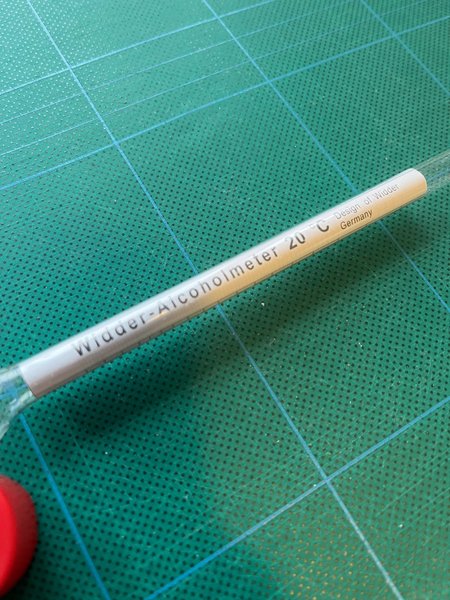 Widder-Alcoholmeter 20 °C
Design of Widder
Germany